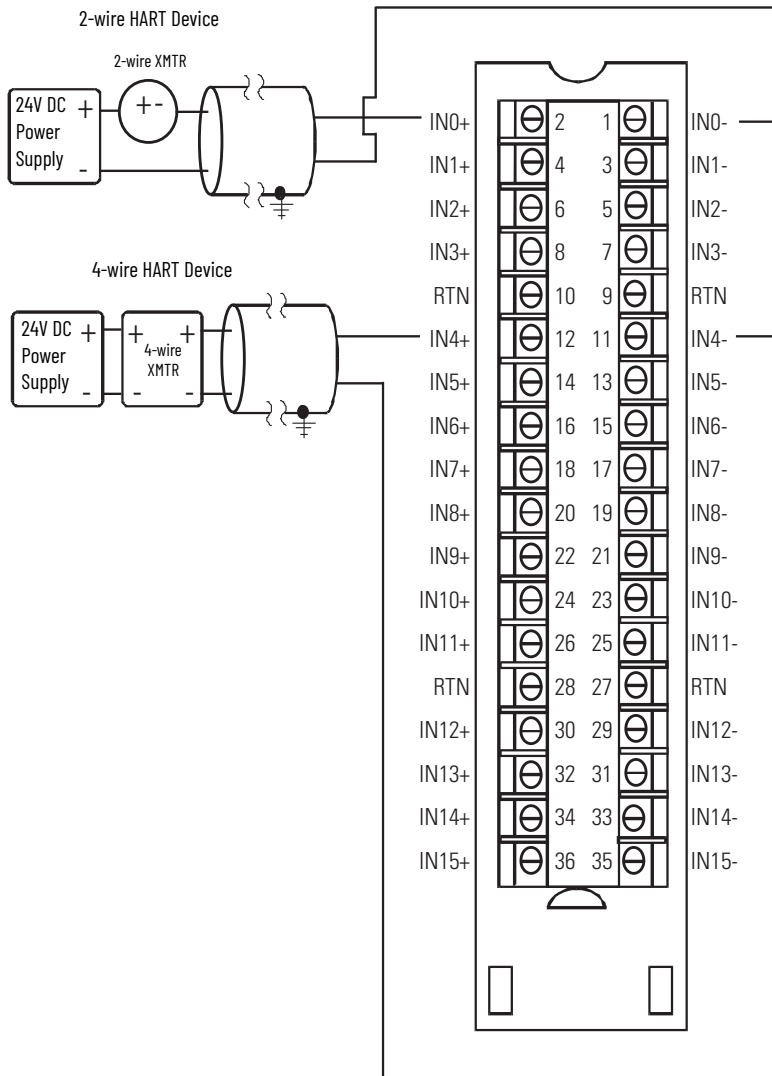 2-wire HART Device
2-wire XMTR
24V DC +
Power
Supply -
+ -
4-wire HART Device
24V DC +
Power
Supply -
+ +
4-wire
XMTR
- -
IN0+ 2 1 IN0-
IN1+ 4 3 IN1-
IN2+ 6 5 IN2-
IN3+ 8 7 IN3-
RTN 10 9 RTN
IN4+ 12 11 IN4-
IN5+ 14 13 IN5-
IN6+ 16 15 IN6-
IN7+ 18 17 IN7-
IN8+ 20 19 IN8-
IN9+ 22 21 IN9-
IN10+ 24 23 IN10-
IN11+ 26 25 IN11-
RTN 28 27 RTN
IN12+ 30 29 IN12-
IN13+ 32 31 IN13-
IN14+ 34 33 IN14-
IN15+ 36 35 IN15-